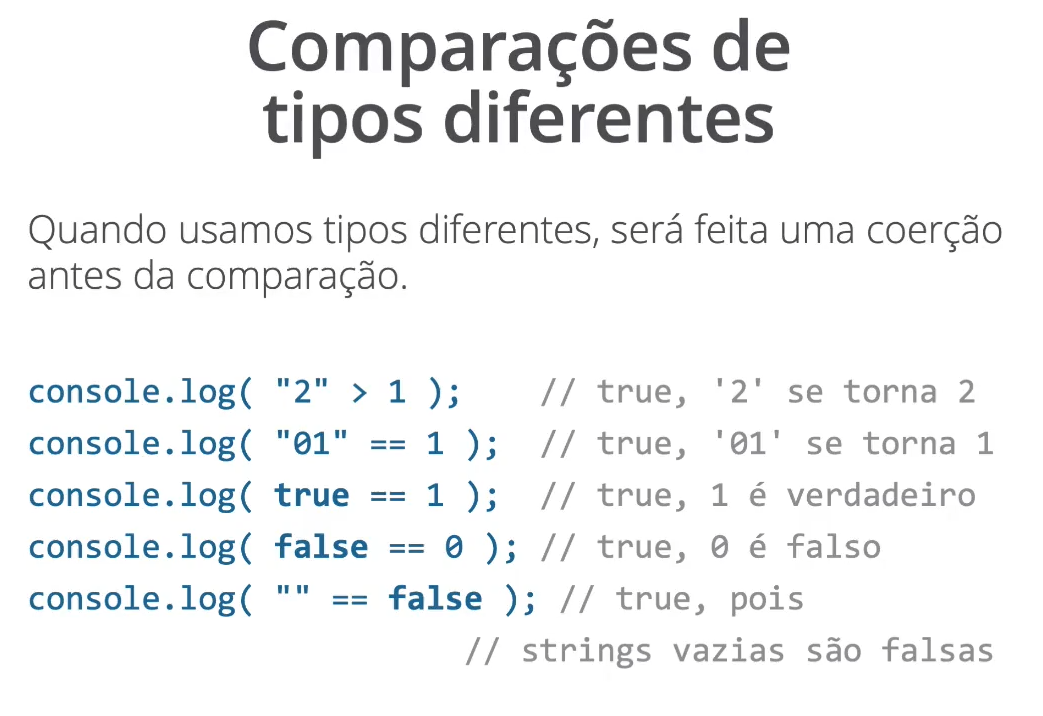 Comparações de
tipos diferentes
Quando usamos tipos diferentes, será feita uma coerção
antes da comparação.
console.log( "2" > 1 );    // true, '2' se torna 2
console.log( "01" == 1 );  // true, '01' se torna 1
console.log( true == 1 );  // true, 1 é verdadeiro
console.log( false == 0 ); // true, 0 é falso
console.log( "" == false ); // true, pois
// strings vazias são falsas